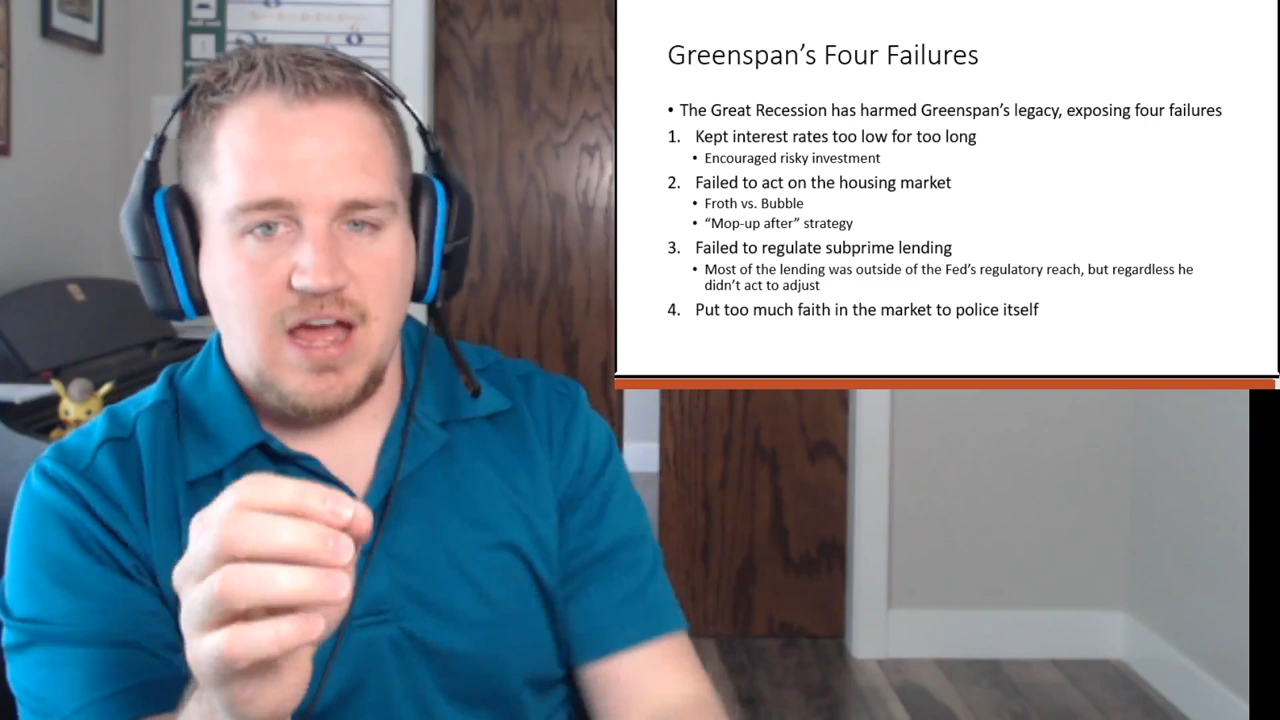 Greenspan’s Four Failures
• The Great Recession has harmed Greenspan’s legacy, exposing four failures
1. Kept interest rates too low for too long
• Encouraged risky investment
2. Failed to act on the housing market
• Froth vs. Bubble
• “Mop-up after” strategy
3. Failed to regulate subprime lending
• Most of the lending was outside of the Fed’s regulatory reach, but regardless he
didn’t act to adjust
4. Put too much faith in the market to police itself